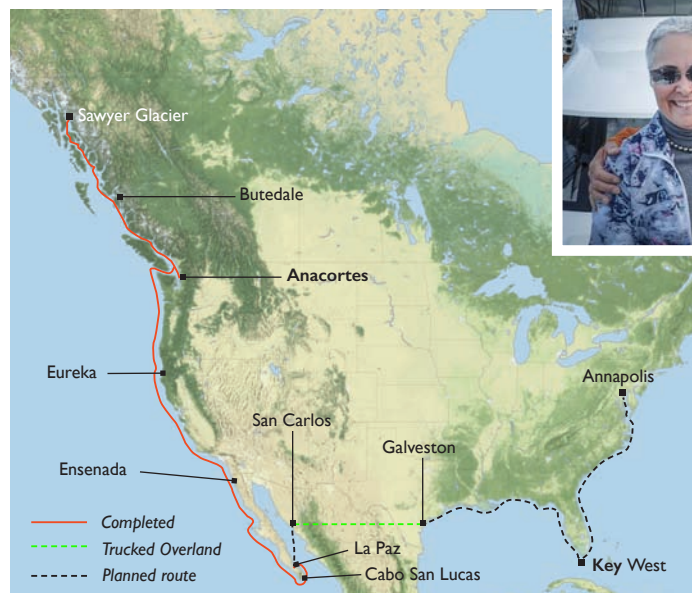 Sawyer Glacier
Butedale
Anacortes
Eureka
Annapolis
San Carlos
Galveston
Ensenada
Completed
Trucked Overland
La Paz
Planned route
Cabo San Lucas
Key West